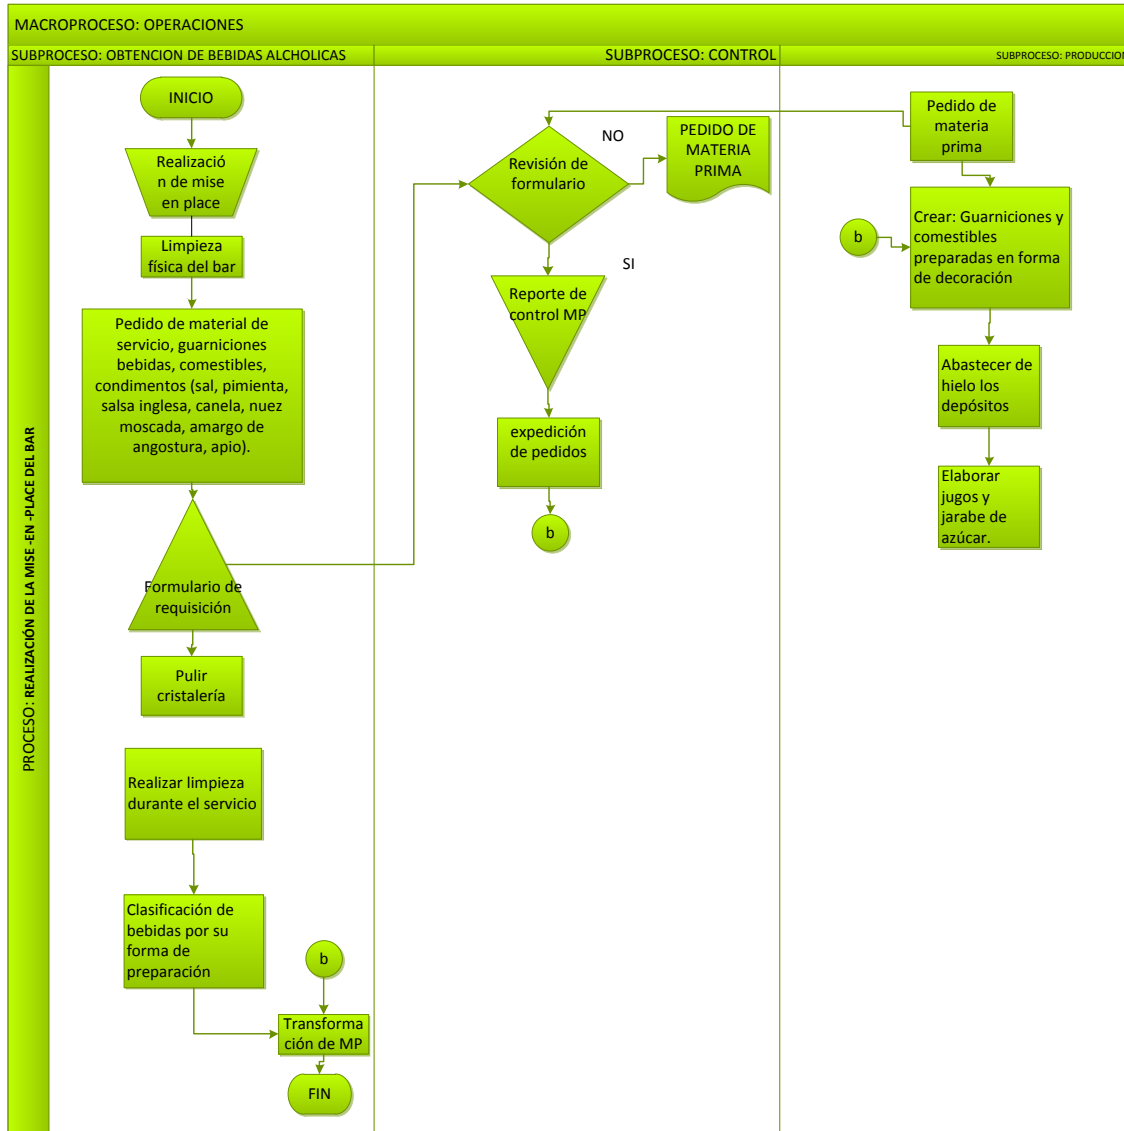 MACROPROCESO: OPERACIONES
SUBPROCESO: OBTENCION DE BEBIDAS ALCHOLICAS
SUBPROCESO: CONTROL
SUBPROCESO: PRODUCCION
PROCESO: REALIZACIÓN DE LA MISE -EN -PLACE DEL BAR
INICIO
Realizació
n de mise
en place
Limpieza
física del bar
Pedido de material de
servicio, guarniciones
bebidas, comestibles,
condimentos (sal, pimienta,
salsa inglesa, canela, nuez
moscada, amargo de
angostura, apio).
Formulario de
requisición
Pulir
cristalería
Realizar limpieza
durante el servicio
Clasificación de
bebidas por su
forma de
preparación
b
Transforma
ción de MP
FIN
Revisión de
formulario
NO
PEDIDO DE
MATERIA
PRIMA
SI
Reporte de
control MP
expedición
de pedidos
b
Pedido de
materia
prima
b
Crear: Guarniciones y
comestibles
preparadas en forma
de decoración
Abastecer de
hielo los
depósitos
Elaborar
jugos y
jarabe de
azúcar.